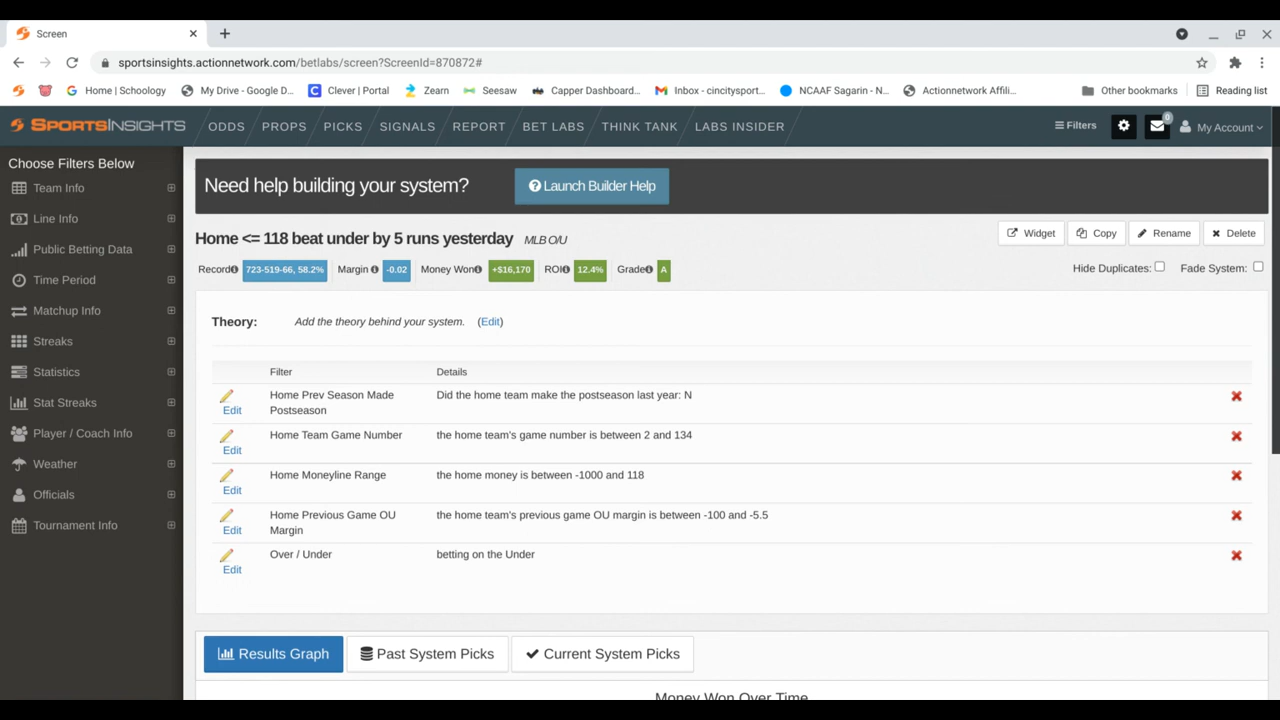 Screen
sportsinsights.actionnetwork.com/betlabs/screen?ScreenId=870872#
Home | Schoology
My Drive - Google D...
Clever | Portal
Zearn
Seesaw
Capper Dashboard...
Inbox - cincitysport...
NCAAF Sagarin - N...
Actionnetwork Affili...
Other bookmarks
Reading list
SPORTSINSIGHTS
ODDS
PROPS
PICKS
SIGNALS
REPORT
BET LABS
THINK TANK
LABS INSIDER
Filters
0
My Account
Choose Filters Below
Team Info
Line Info
Public Betting Data
Time Period
Matchup Info
Streaks
Statistics
Stat Streaks
Player / Coach Info
Weather
Officials
Tournament Info
Need help building your system?
Launch Builder Help
Home <= 118 beat under by 5 runs yesterday MLB O/U
Widget
Copy
Rename
Delete
Record 723-519-66, 58.2% Margin -0.02 Money Won +$16,170 ROI 12.4% Grade A
Hide Duplicates:
Fade System:
Theory: Add the theory behind your system. (Edit)
Filter Details
Edit
Home Prev Season Made
Postseason
Did the home team make the postseason last year: N
Edit
Home Team Game Number
the home team's game number is between 2 and 134
Edit
Home Moneyline Range
the home money is between -1000 and 118
Edit
Home Previous Game OU
Margin
the home team's previous game OU margin is between -100 and -5.5
Edit
Over / Under
betting on the Under
Results Graph
Past System Picks
Current System Picks
Money Won Over Time